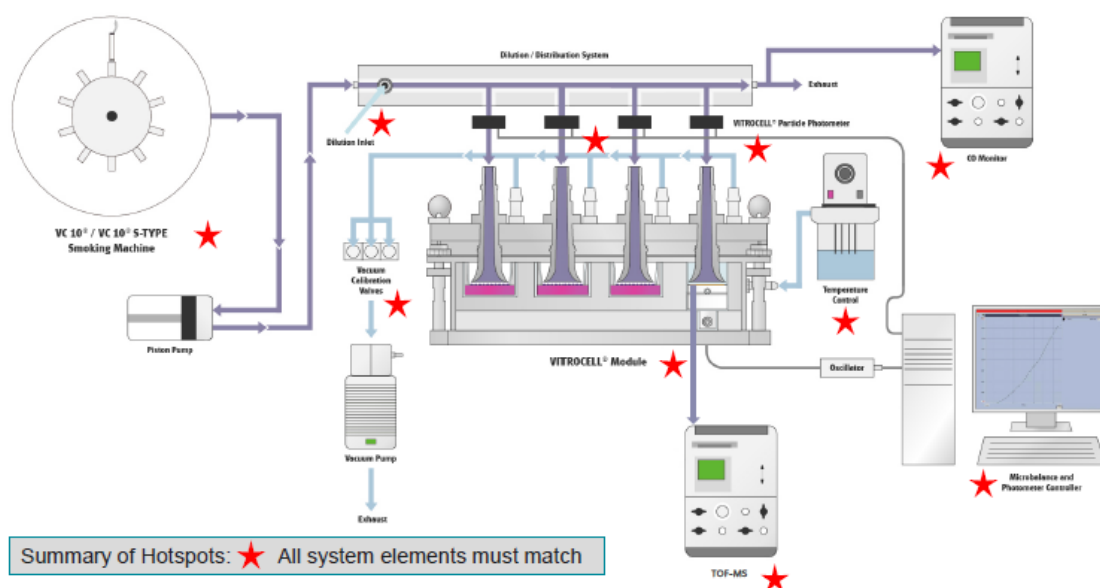 Dilution / Distribution System
Exhaust
Dilution Inlet
VITROCELL® Particle Photometer
CO Monitor
VC 10® / VC 10® S-TYPE
Smoking Machine
Vacuum
Calibration
Valves
Temperature
Control
Piston Pump
VITROCELL® Module
Oscillator
Vacuum Pump
Microbalance and
Photometer Controller
Exhaust
Summary of Hotspots: All system elements must match
TOF-MS